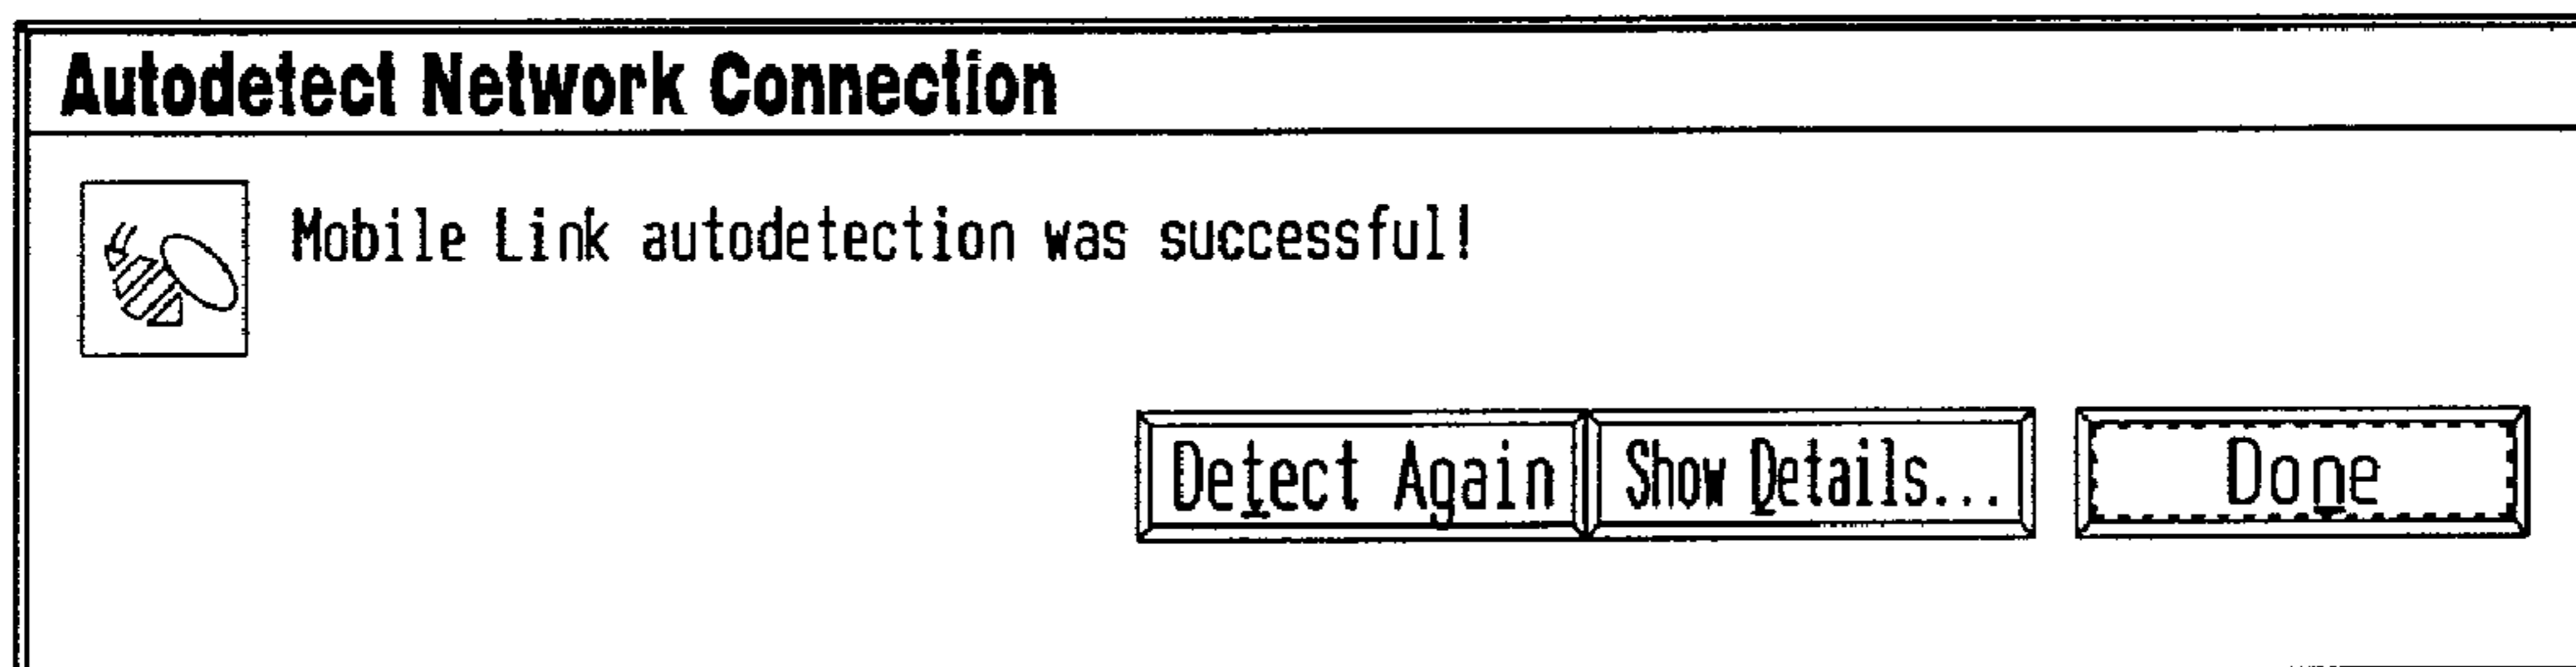 Autodetect Network Connection
Mobile Link autodetection was successful!
Detect Again Show Details... Done